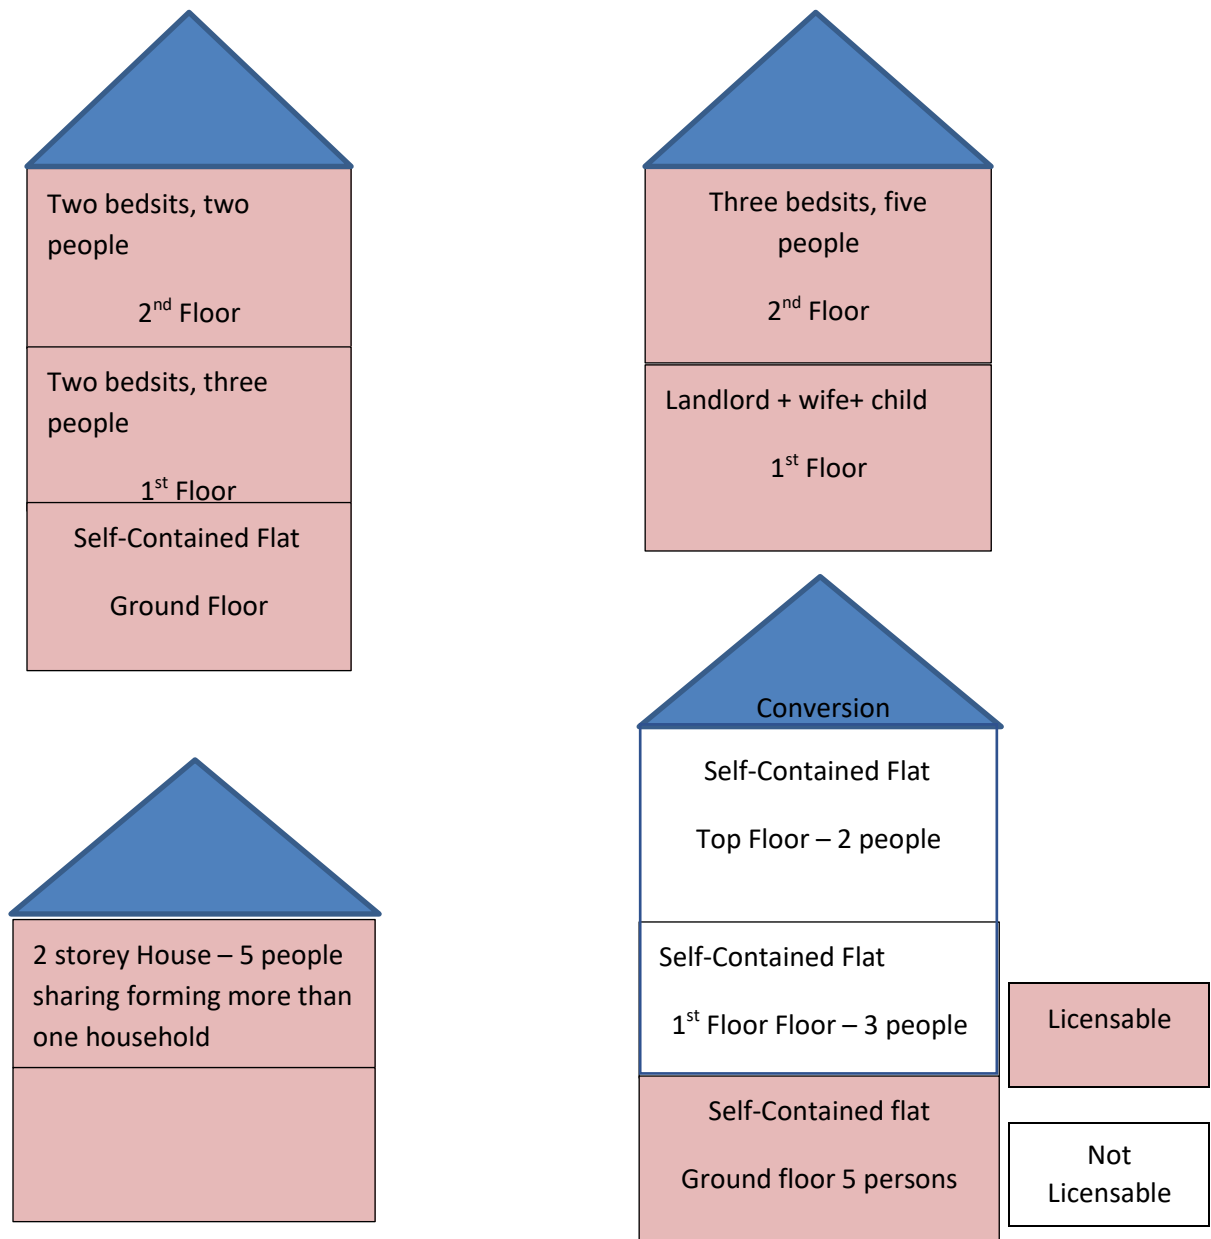 Two bedsits, two
people
2nd Floor
Two bedsits, three
people
1st Floor
Self-Contained Flat
Ground Floor
Three bedsits, five
people
2nd Floor
Landlord + wife+ child
1st Floor
2 storey House – 5 people
sharing forming more than
one household
Conversion
Self-Contained Flat
Top Floor – 2 people
Self-Contained Flat
1st Floor Floor – 3 people
Self-Contained flat
Ground floor 5 persons
Licensable
Not
Licensable